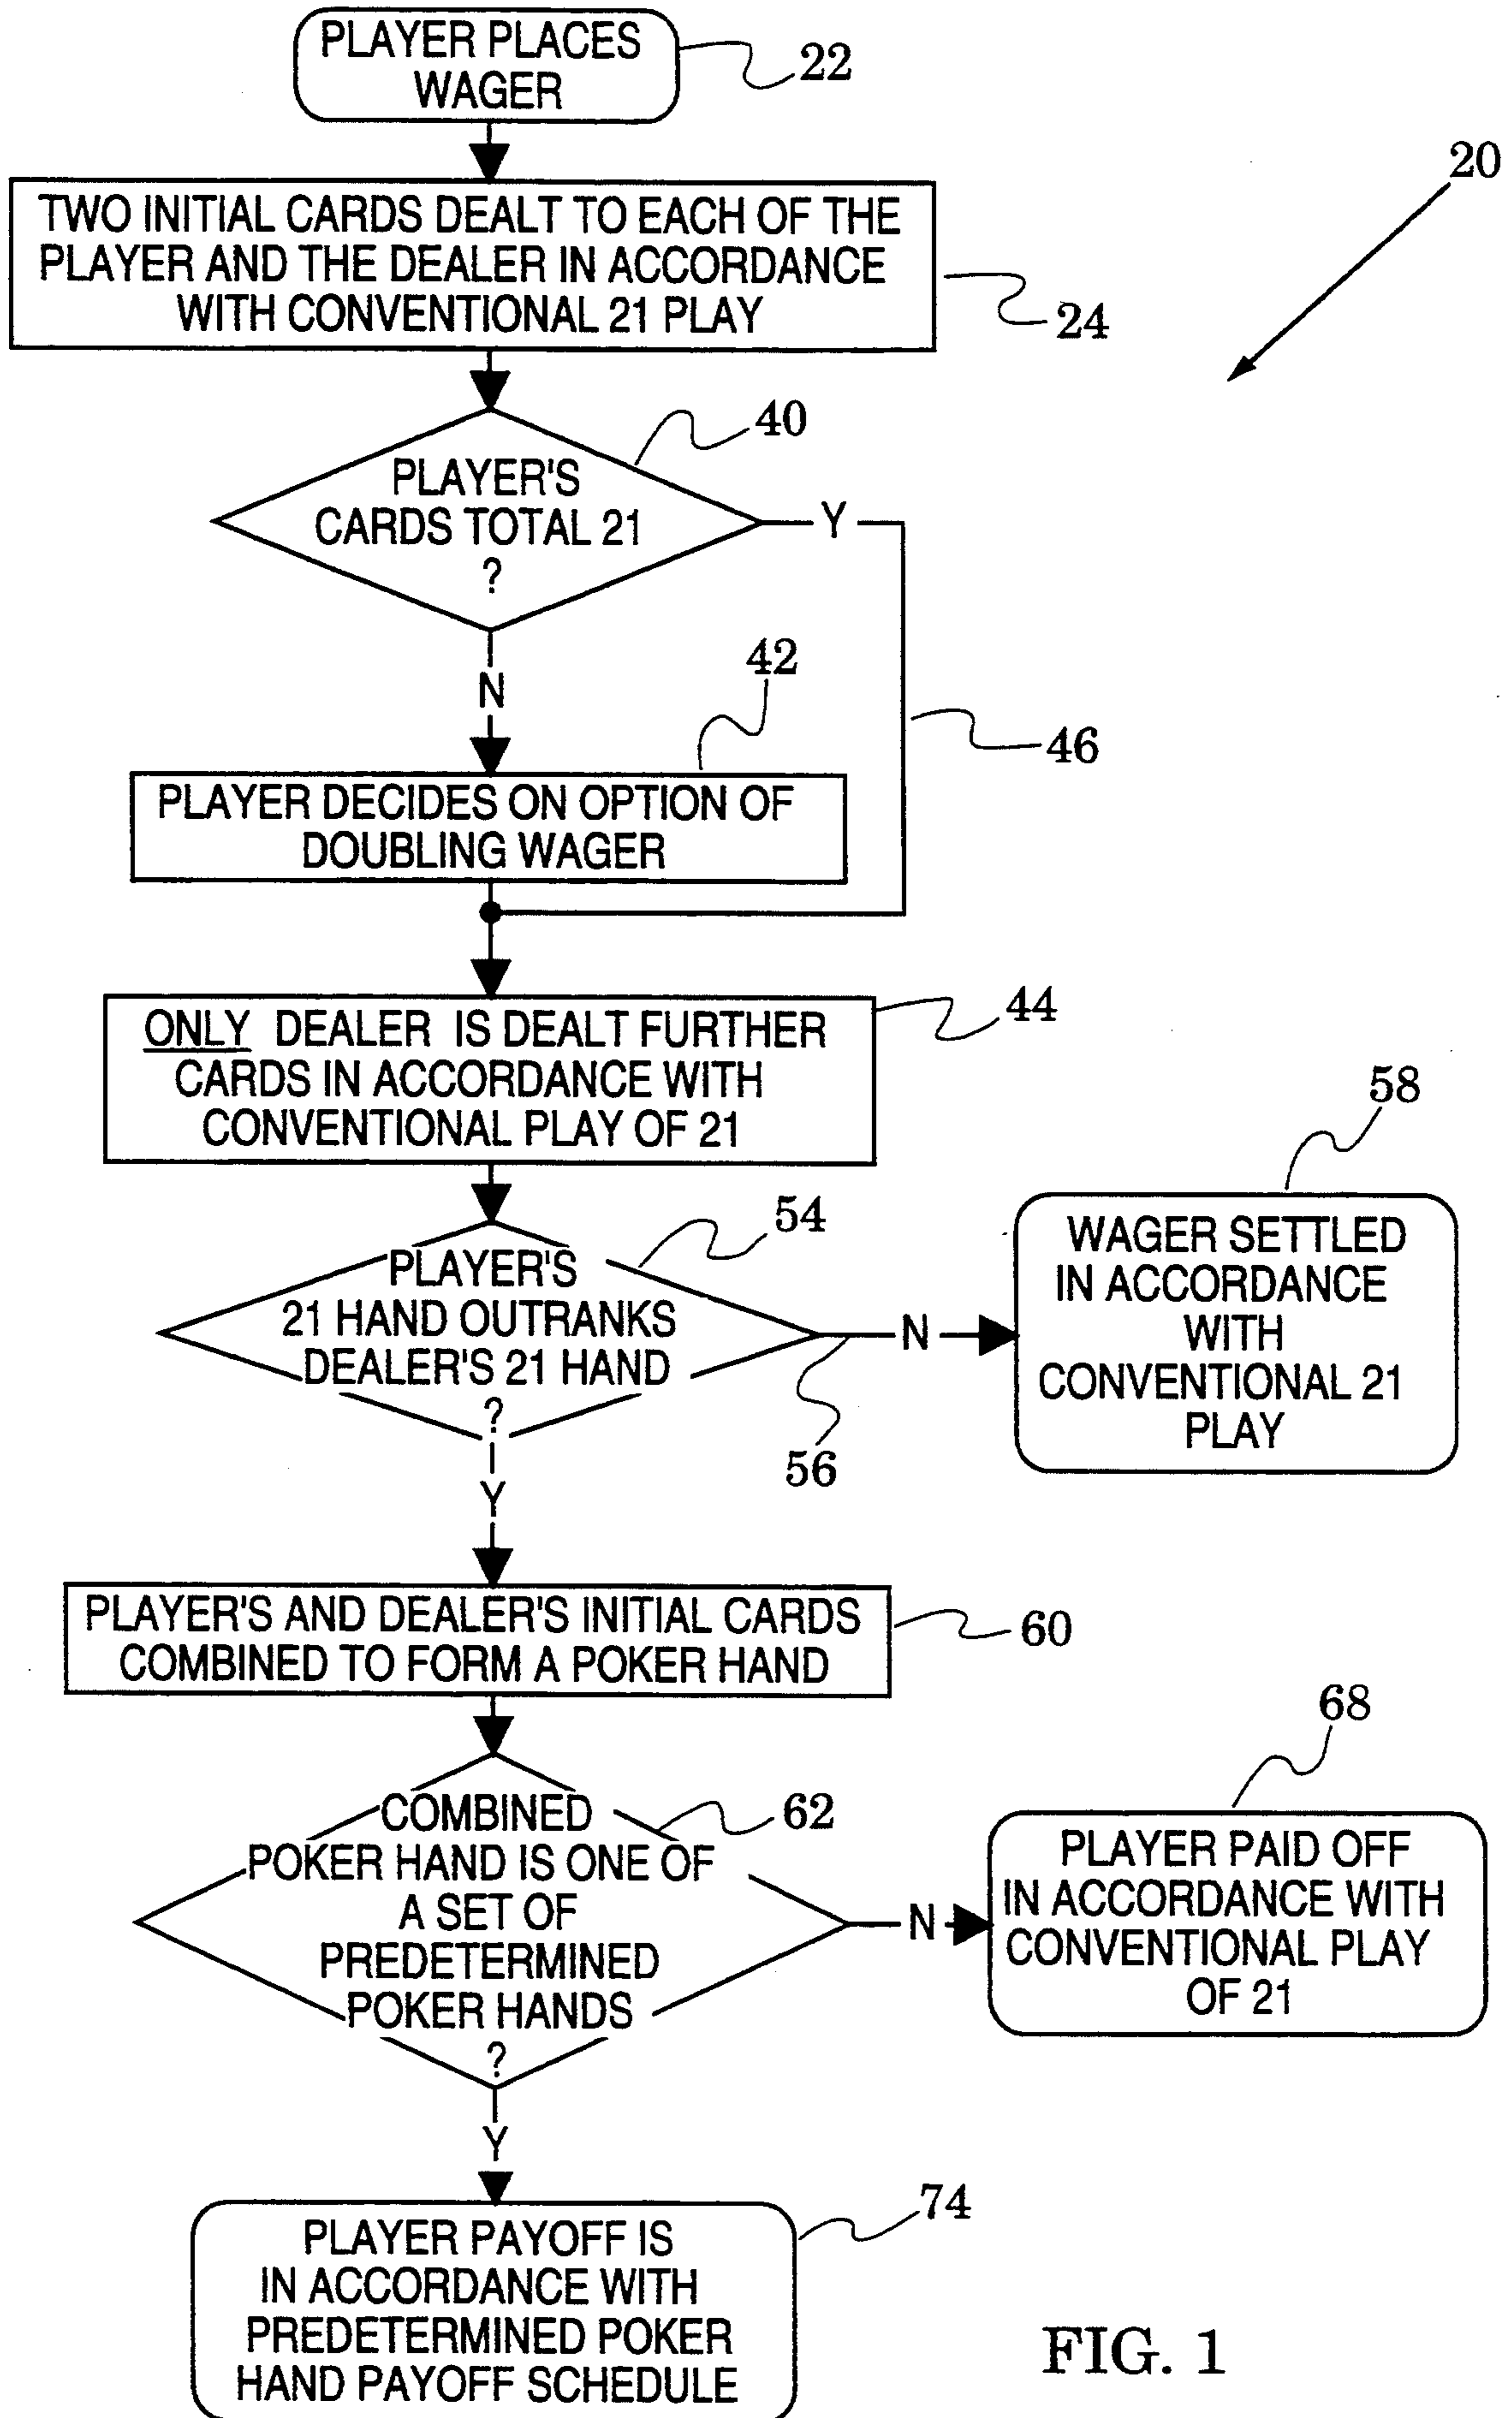 PLAYER PLACES
WAGER
22
20
TWO INITIAL CARDS DEALT TO EACH OF THE
PLAYER AND THE DEALER IN ACCORDANCE
WITH CONVENTIONAL 21 PLAY
24
40
PLAYER'S
CARDS TOTAL 21
?
Y
N
42
46
PLAYER DECIDES ON OPTION OF
DOUBLING WAGER
44
ONLY DEALER IS DEALT FURTHER
CARDS IN ACCORDANCE WITH
CONVENTIONAL PLAY OF 21
58
54
PLAYER'S
21 HAND OUTRANKS
DEALER'S 21 HAND
?
N
56
WAGER SETTLED
IN ACCORDANCE
WITH
CONVENTIONAL 21
PLAY
Y
PLAYER'S AND DEALER'S INITIAL CARDS
COMBINED TO FORM A POKER HAND
60
68
62
COMBINED
POKER HAND IS ONE OF
A SET OF
PREDETERMINED
POKER HANDS
?
N
PLAYER PAID OFF
IN ACCORDANCE WITH
CONVENTIONAL PLAY
OF 21
Y
74
PLAYER PAYOFF IS
IN ACCORDANCE WITH
PREDETERMINED POKER
HAND PAYOFF SCHEDULE
FIG. 1